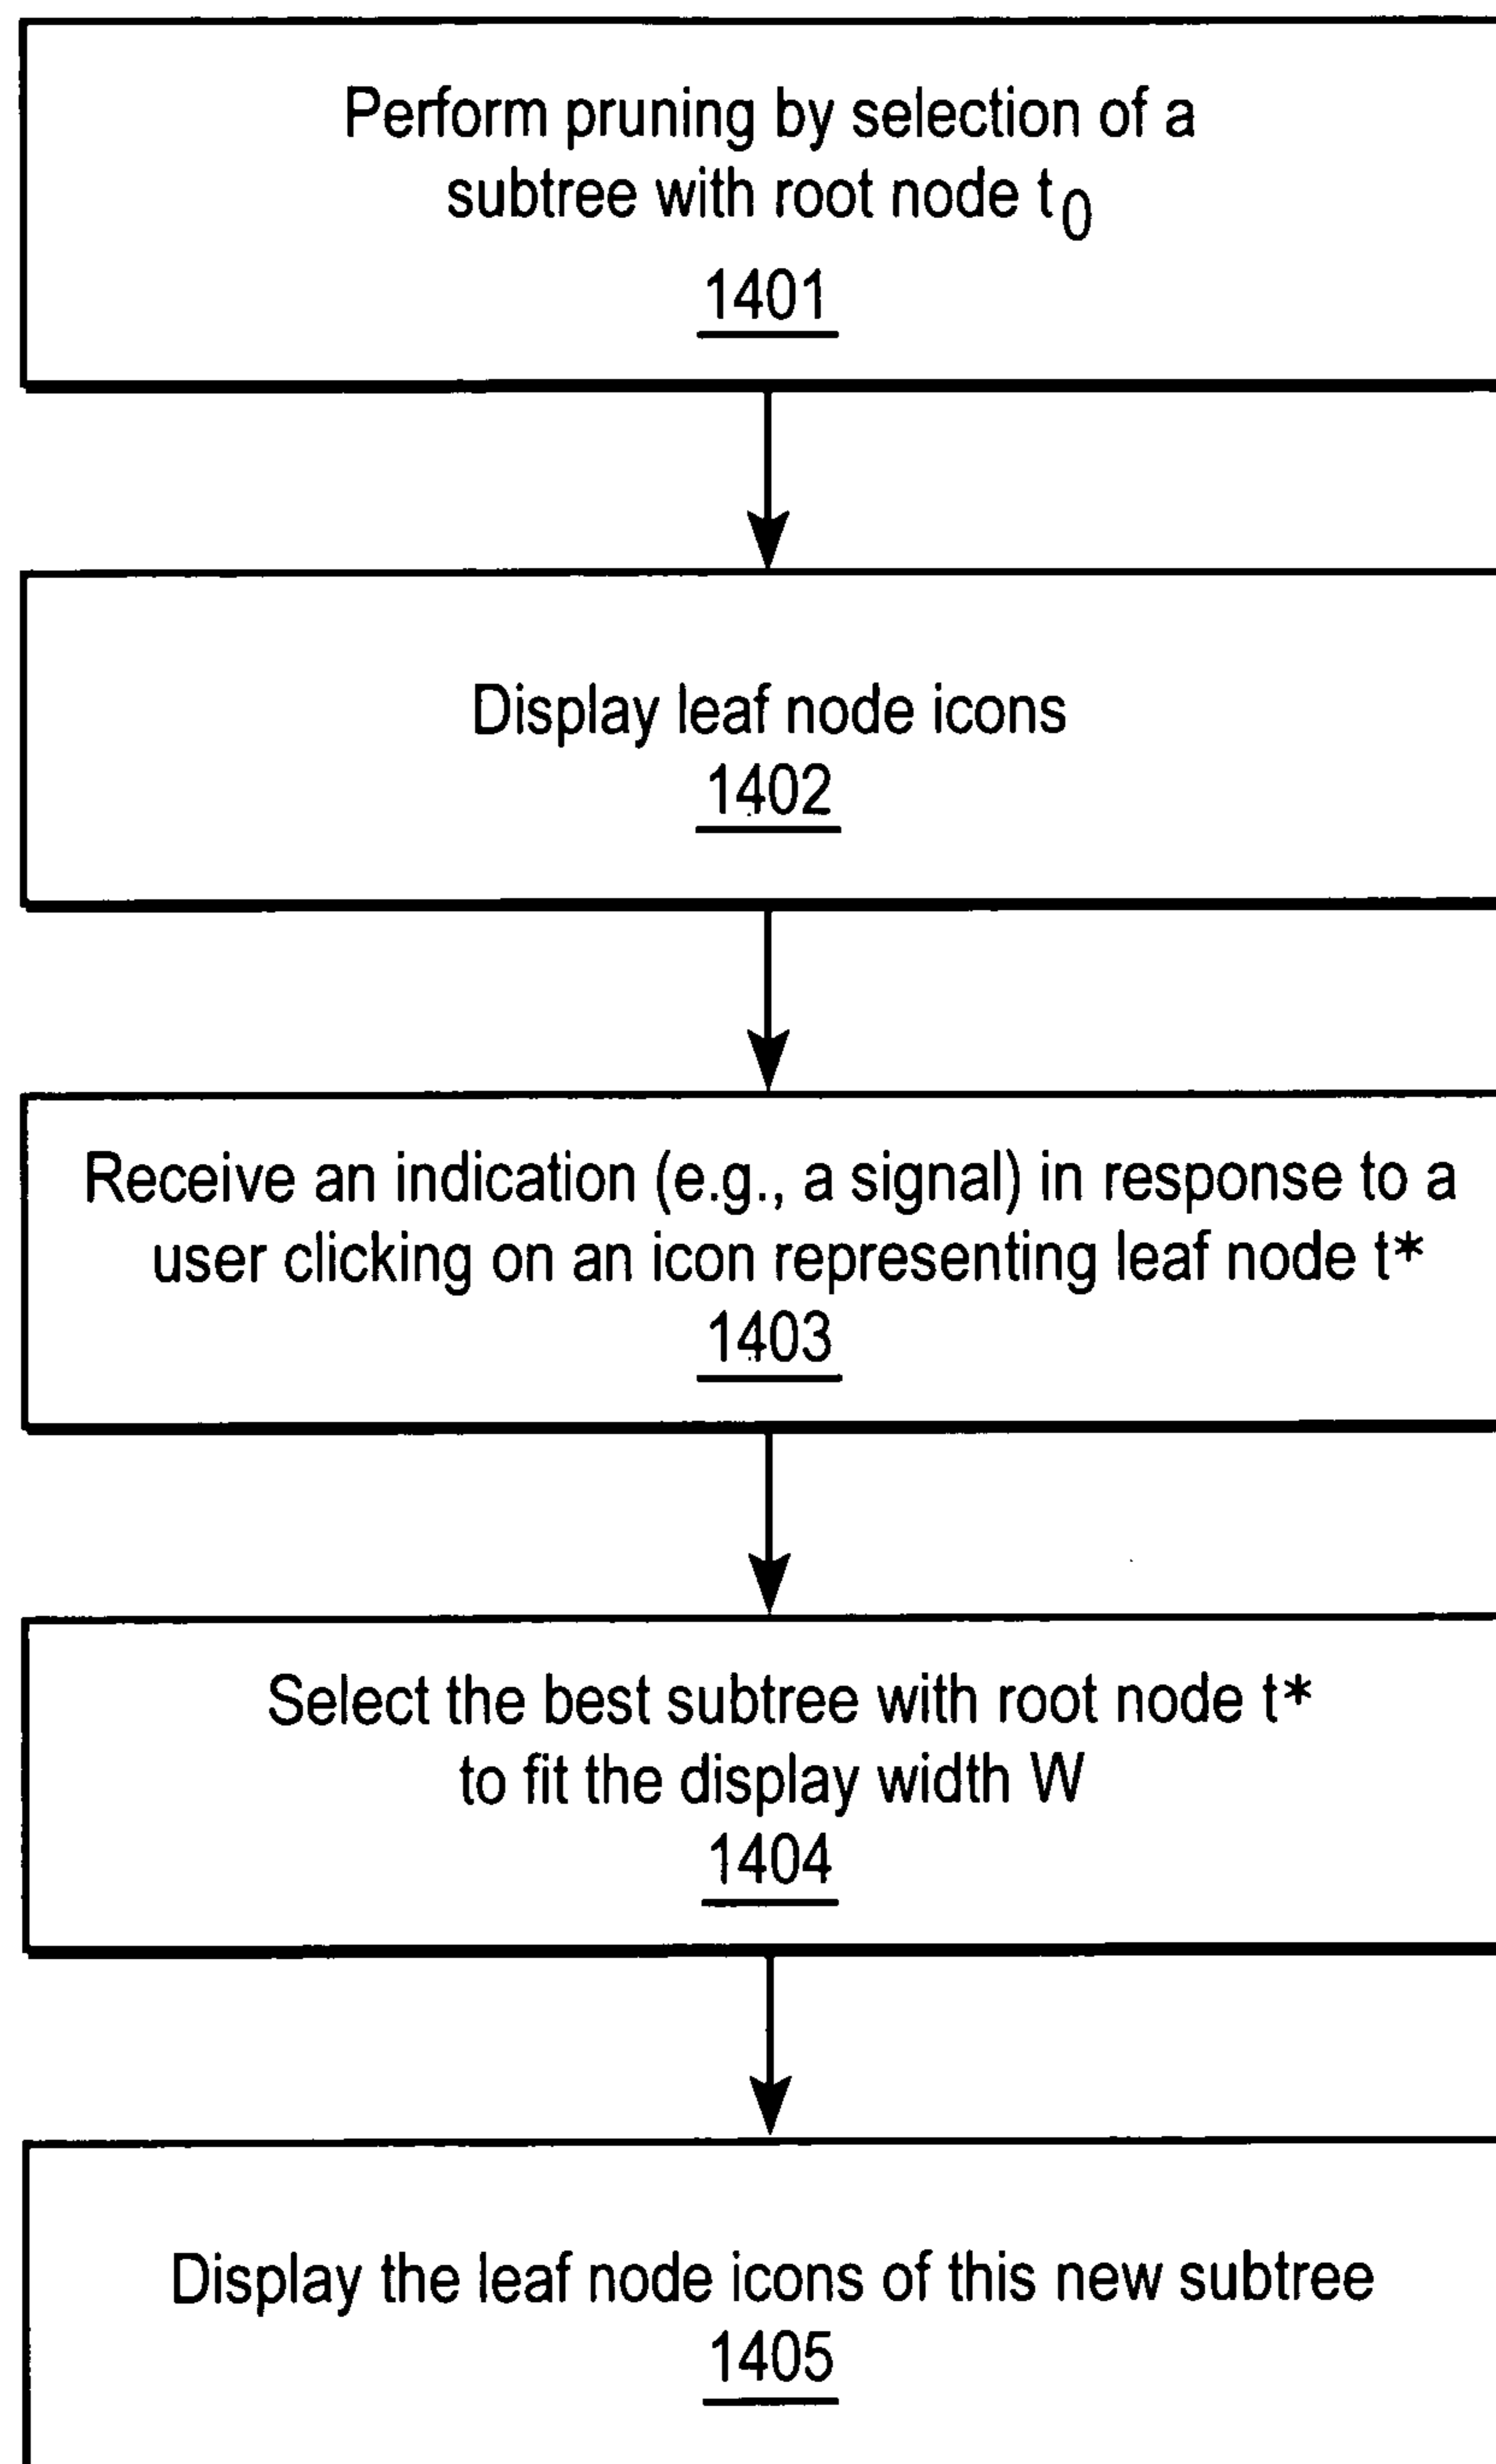 Perform pruning by selection of a
subtree with root node t0
1401
Display leaf node icons
1402
Receive an indication (e.g., a signal) in response to a
user clicking on an icon representing leaf node t*
1403
Select the best subtree with root node t*
to fit the display width W
1404
Display the leaf node icons of this new subtree
1405